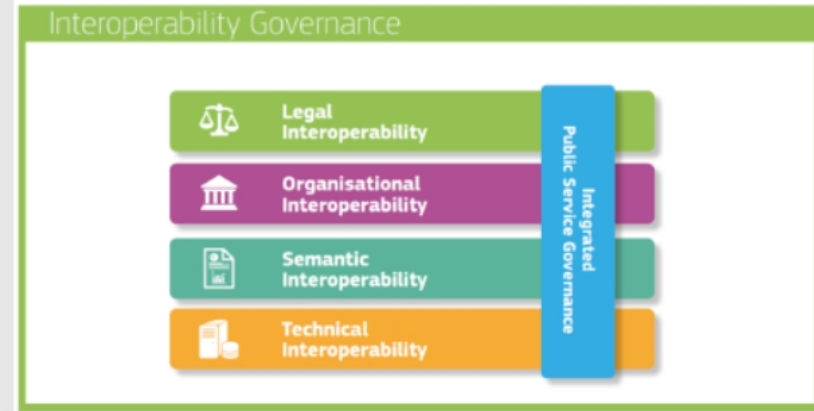 Interoperability Governance
Legal
Interoperability
Organisational
Interoperability
Semantic
Interoperability
Technical
Interoperability
Integrated
Public Service Governance